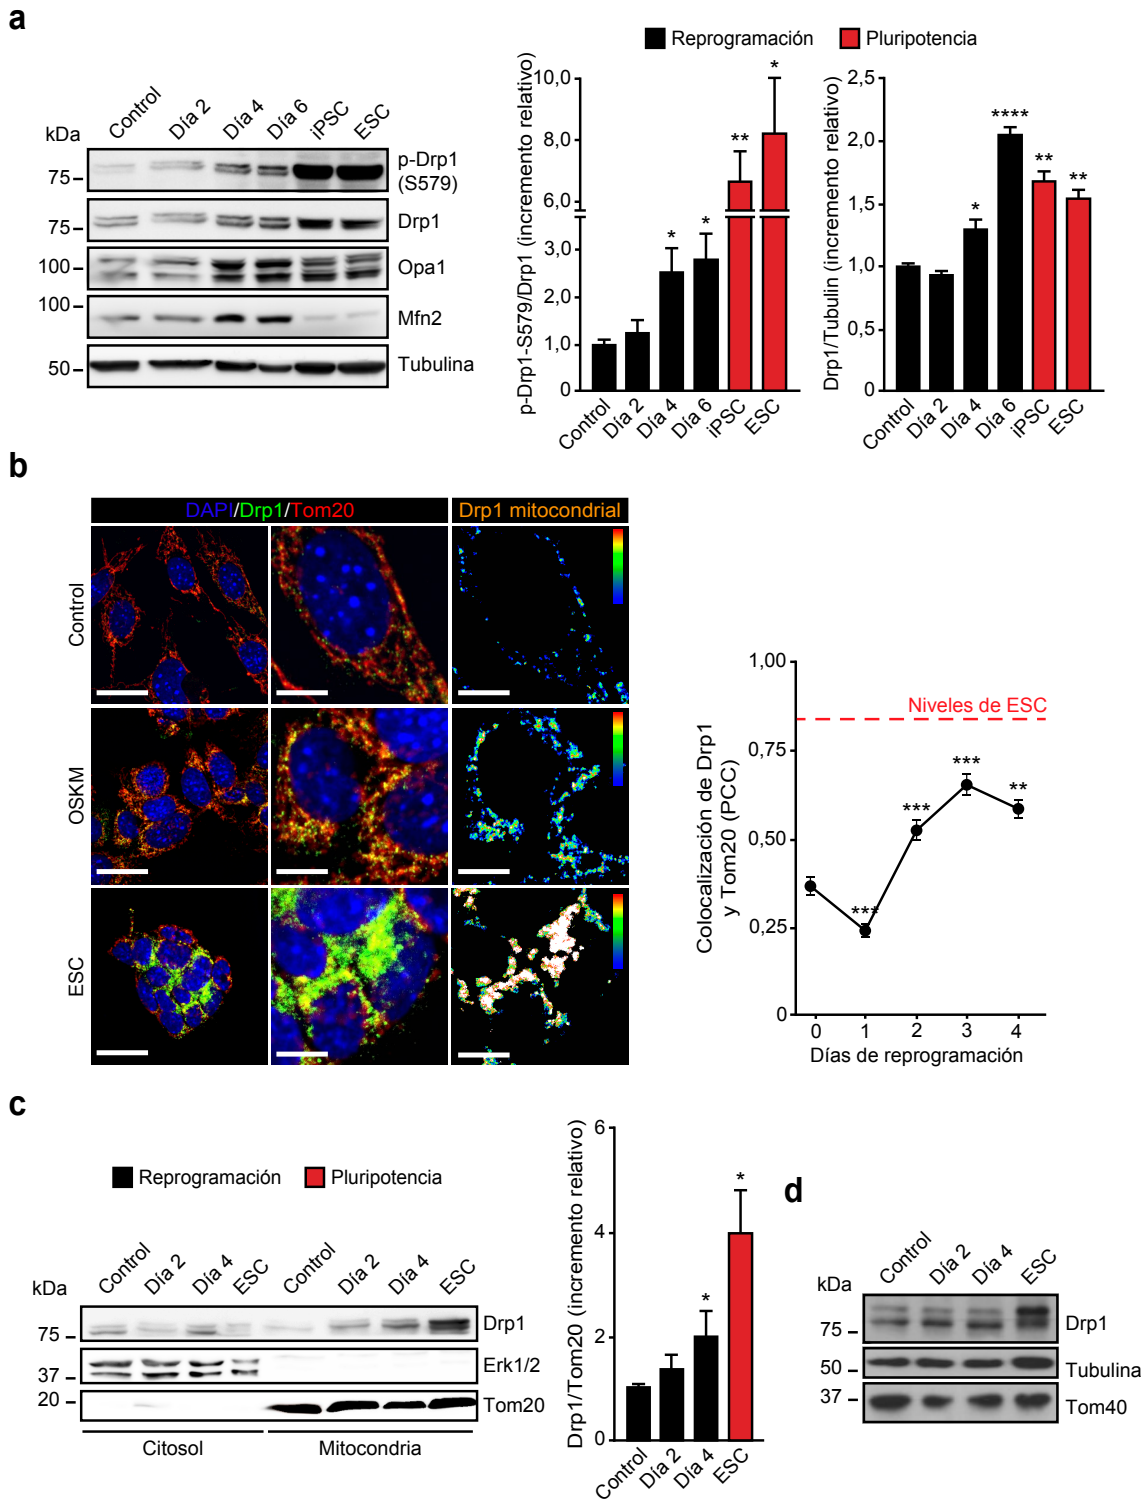 a
Reprogramación
Pluripotencia
kDa
Control
Día 2
Día 4
Día 6
iPSC
ESC
75
p-Drp1
(S579)
75
Drp1
100
Opa1
100
Mfn2
50
Tubulina
p-Drp1-S579/Drp1 (incremento relativo)
10,0
8,0
6,0
3,0
2,0
1,0
0
*
*
**
*
Control
Día 2
Día 4
Día 6
iPSC
ESC
Drp1/Tubulin (incremento relativo)
2,5
2,0
1,5
1,0
0,5
0
*
****
**
**
Control
Día 2
Día 4
Día 6
iPSC
ESC
b
DAPI/Drp1/Tom20
Drp1 mitocondrial
Control
OSKM
ESC
Colocalización de Drp1
y Tom20 (PCC)
1,00
0,75
0,50
0,25
0
Niveles de ESC
***
***
***
**
0
1
2
3
4
Días de reprogramación
c
Reprogramación
Pluripotencia
kDa
Control
Día 2
Día 4
ESC
Control
Día 2
Día 4
ESC
75
Drp1
37
Erk1/2
20
Tom20
Citosol
Mitocondria
Drp1/Tom20 (incremento relativo)
6
4
2
0
*
*
Control
Día 2
Día 4
ESC
d
kDa
Control
Día 2
Día 4
ESC
75
Drp1
50
Tubulina
37
Tom40